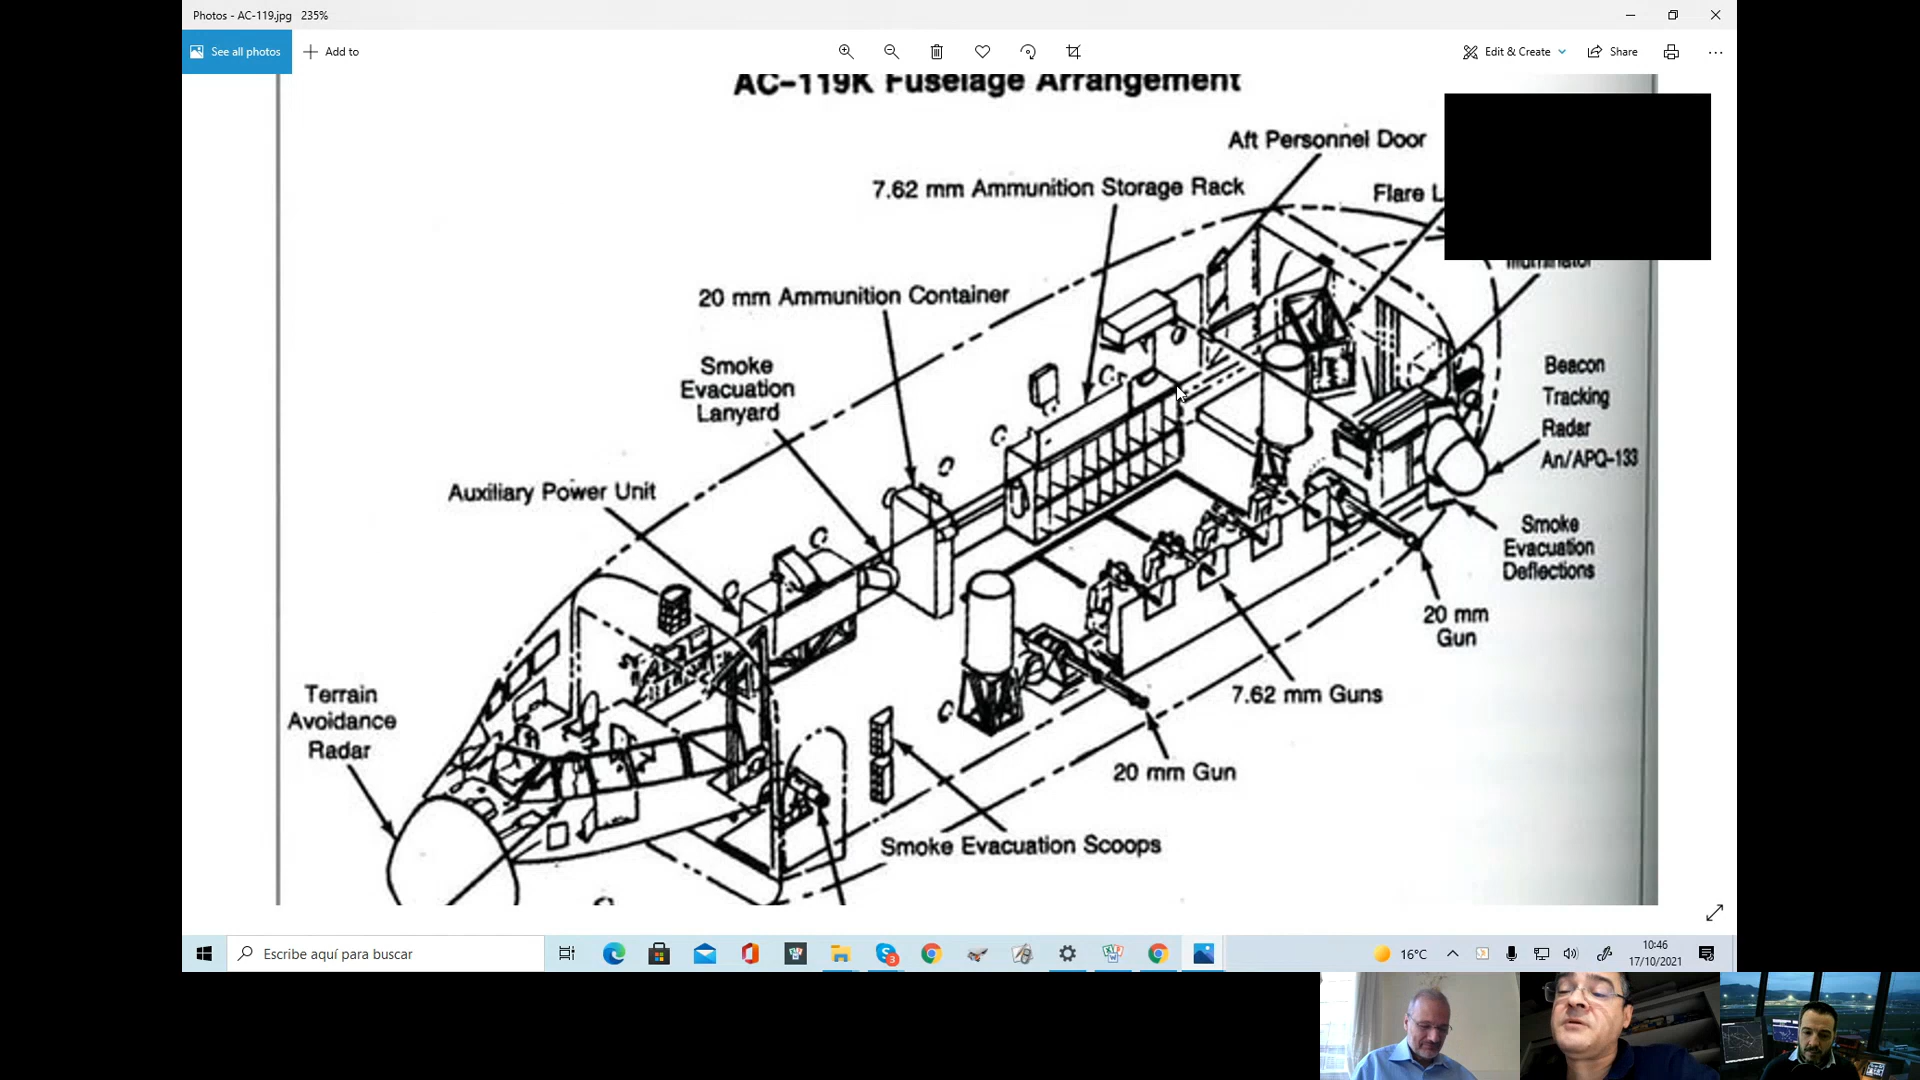 Photos - AC-119.jpg 235%
See all photos
Add to
Edit & Create
Share
AC-119K Fuselage Arrangement
Aft Personnel Door
7.62 mm Ammunition Storage Rack
Flare L
20 mm Ammunition Container
Smoke
Evacuation
Lanyard
Beacon
Tracking
Radar
An/APQ-133
Auxiliary Power Unit
Smoke
Evacuation
Deflections
20 mm
Gun
Terrain
Avoidance
Radar
7.62 mm Guns
20 mm Gun
Smoke Evacuation Scoops
Escribe aquí para buscar
3
16°C
10:46
17/10/2021